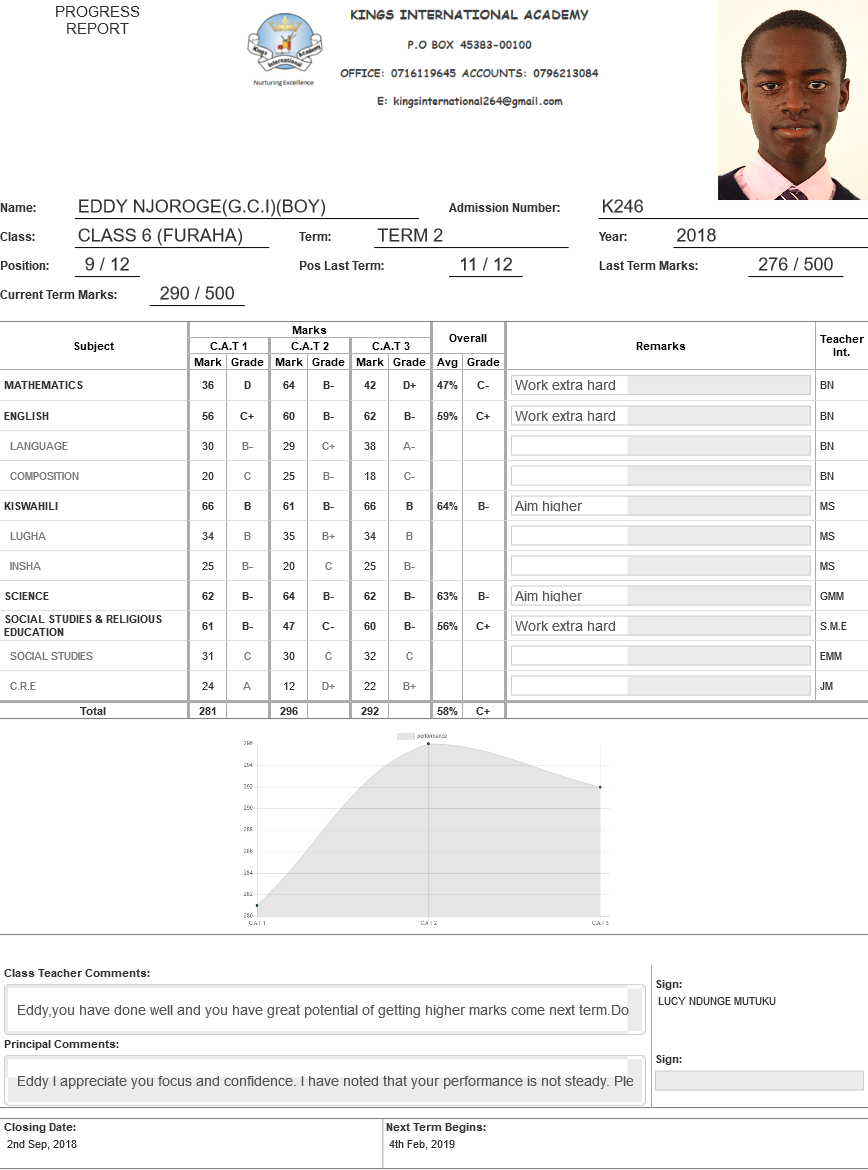 PROGRESS
REPORT
KINGS INTERNATIONAL ACADEMY
P.O BOX 45383-00100
OFFICE: 0716119645 ACCOUNTS: 0796213084
E: kingsinternational264@gmail.com
Kings Academy
International
Nurturing Excellence
Name: EDDY NJOROGE(G.C.I)(BOY) Admission Number: K246
Class: CLASS 6 (FURAHA) Term: TERM 2 Year: 2018
Position: 9 / 12 Pos Last Term: 11 / 12 Last Term Marks: 276 / 500
Current Term Marks: 290 / 500
Subject Marks Overall Remarks Teacher Int.
C.A.T 1 C.A.T 2 C.A.T 3
Mark Grade Mark Grade Mark Grade Avg Grade
MATHEMATICS 36 D 64 B- 42 D+ 47% C- Work extra hard BN
ENGLISH 56 C+ 60 B- 62 B- 59% C+ Work extra hard BN
LANGUAGE 30 B- 29 C+ 38 A- BN
COMPOSITION 20 C 25 B- 18 C- BN
KISWAHILI 66 B 61 B- 66 B 64% B- Aim higher MS
LUGHA 34 B 35 B+ 34 B MS
INSHA 25 B- 20 C 25 B- MS
SCIENCE 62 B- 64 B- 62 B- 63% B- Aim higher GMM
SOCIAL STUDIES & RELIGIOUS
EDUCATION 61 B- 47 C- 60 B- 56% C+ Work extra hard S.M.E
SOCIAL STUDIES 31 C 30 C 32 C EMM
C.R.E 24 A 12 D+ 22 B+ JM
Total 281 296 292 58% C+
performance
296
294
292
290
288
286
284
282
280
C.A.T 1 C.A.T 2 C.A.T 3
Class Teacher Comments:
Eddy,you have done well and you have great potential of getting higher marks come next term.Do
Sign:
LUCY NDUNGE MUTUKU
Principal Comments:
Eddy I appreciate you focus and confidence. I have noted that your performance is not steady. Ple
Sign:
Closing Date: Next Term Begins:
2nd Sep, 2018 4th Feb, 2019